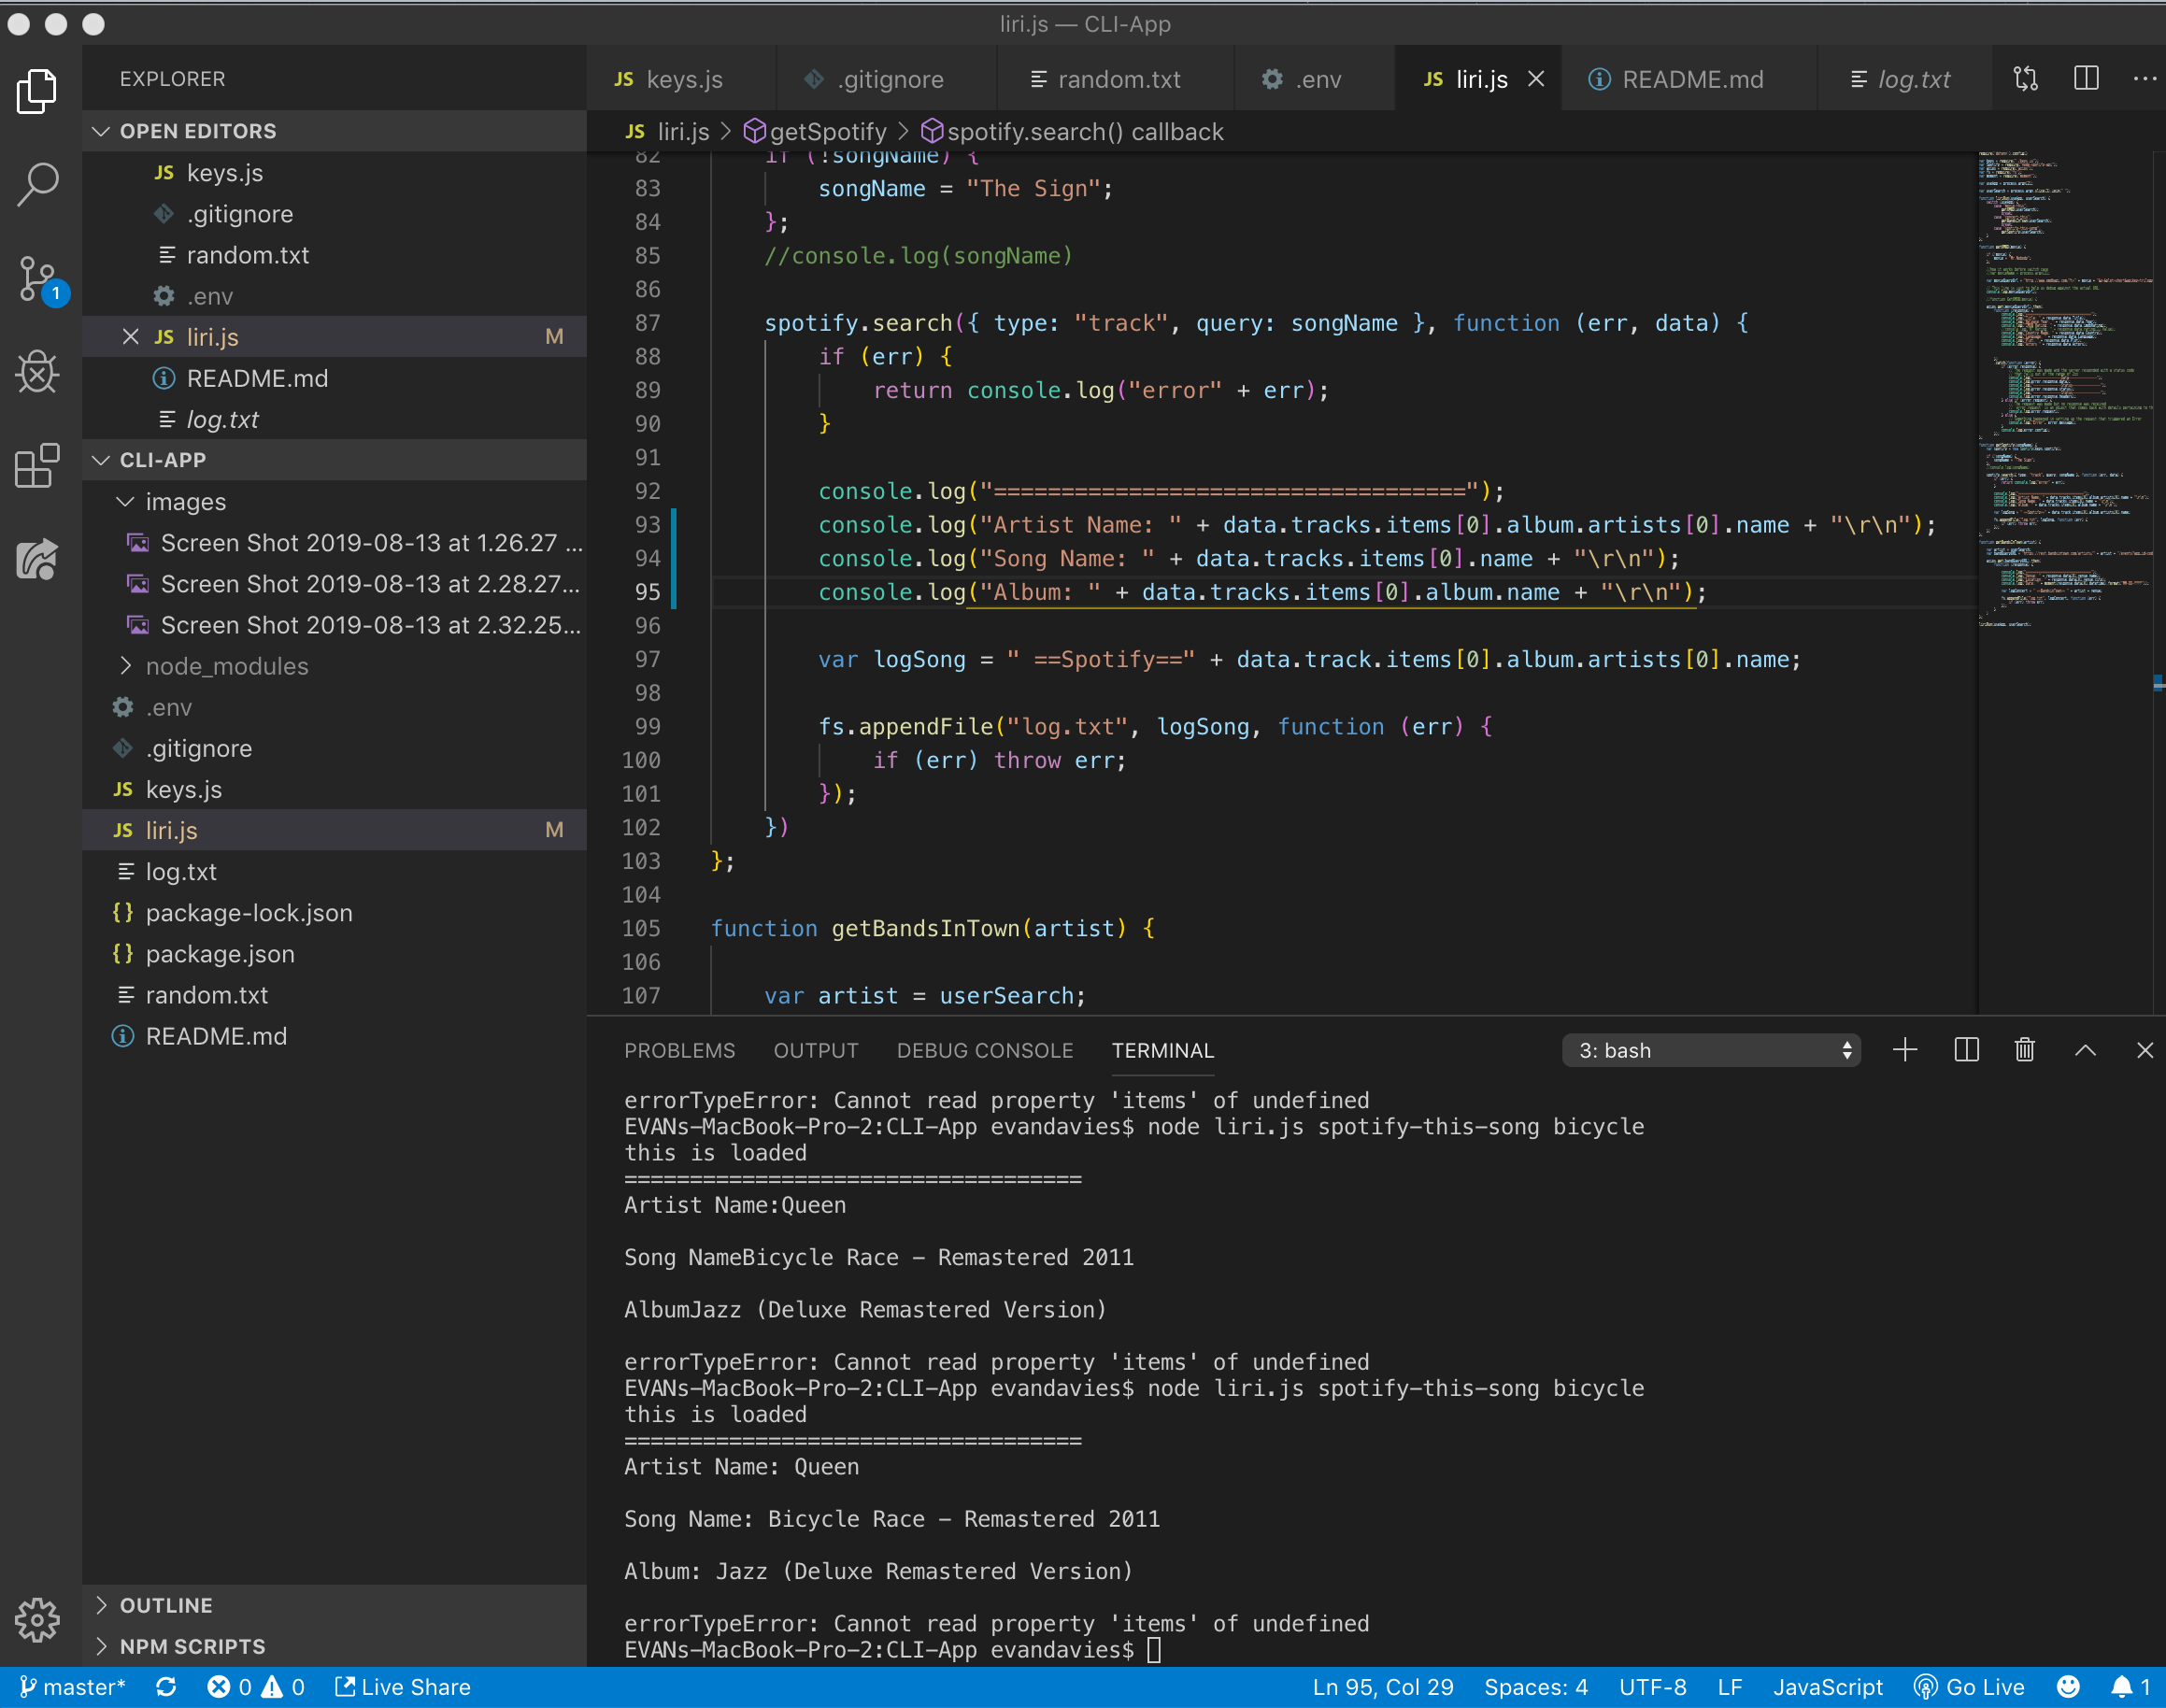 liri.js — CLI-App
EXPLORER
OPEN EDITORS
JS keys.js
.gitignore
random.txt
.env
JS liri.js M
README.md
log.txt
CLI-APP
images
Screen Shot 2019-08-13 at 1.26.27 ...
Screen Shot 2019-08-13 at 2.28.27...
Screen Shot 2019-08-13 at 2.32.25...
node_modules
.env
.gitignore
JS keys.js
JS liri.js M
log.txt
{} package-lock.json
{} package.json
random.txt
README.md
OUTLINE
NPM SCRIPTS
1
JS keys.js .gitignore random.txt .env JS liri.js README.md log.txt
JS liri.js > getSpotify > spotify.search() callback
82 if (!songName) {
83 songName = "The Sign";
84 };
85 //console.log(songName)
86
87 spotify.search({ type: "track", query: songName }, function (err, data) {
88 if (err) {
89 return console.log("error" + err);
90 }
91
92 console.log("===================================");
93 console.log("Artist Name: " + data.tracks.items[0].album.artists[0].name + "\r\n");
94 console.log("Song Name: " + data.tracks.items[0].name + "\r\n");
95 console.log("Album: " + data.tracks.items[0].album.name + "\r\n");
96
97 var logSong = " ==Spotify==" + data.track.items[0].album.artists[0].name;
98
99 fs.appendFile("log.txt", logSong, function (err) {
100 if (err) throw err;
101 });
102 })
103 };
104
105 function getBandsInTown(artist) {
106
107 var artist = userSearch;
PROBLEMS OUTPUT DEBUG CONSOLE TERMINAL 3: bash
errorTypeError: Cannot read property 'items' of undefined
EVANs-MacBook-Pro-2:CLI-App evandavies$ node liri.js spotify-this-song bicycle
this is loaded
===================================
Artist Name:Queen
Song NameBicycle Race - Remastered 2011
AlbumJazz (Deluxe Remastered Version)
errorTypeError: Cannot read property 'items' of undefined
EVANs-MacBook-Pro-2:CLI-App evandavies$ node liri.js spotify-this-song bicycle
this is loaded
===================================
Artist Name: Queen
Song Name: Bicycle Race - Remastered 2011
Album: Jazz (Deluxe Remastered Version)
errorTypeError: Cannot read property 'items' of undefined
EVANs-MacBook-Pro-2:CLI-App evandavies$
master* 0 0 Live Share Ln 95, Col 29 Spaces: 4 UTF-8 LF JavaScript Go Live 1